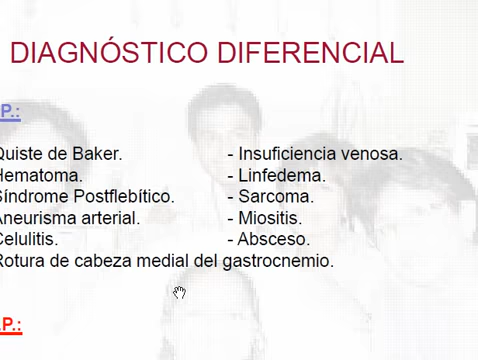 DIAGNÓSTICO DIFERENCIAL
P.:
Quiste de Baker. - Insuficiencia venosa.
Hematoma. - Linfedema.
Síndrome Postflebítico. - Sarcoma.
Aneurisma arterial. - Miositis.
Celulitis. - Absceso.
Rotura de cabeza medial del gastrocnemio.
.P.: